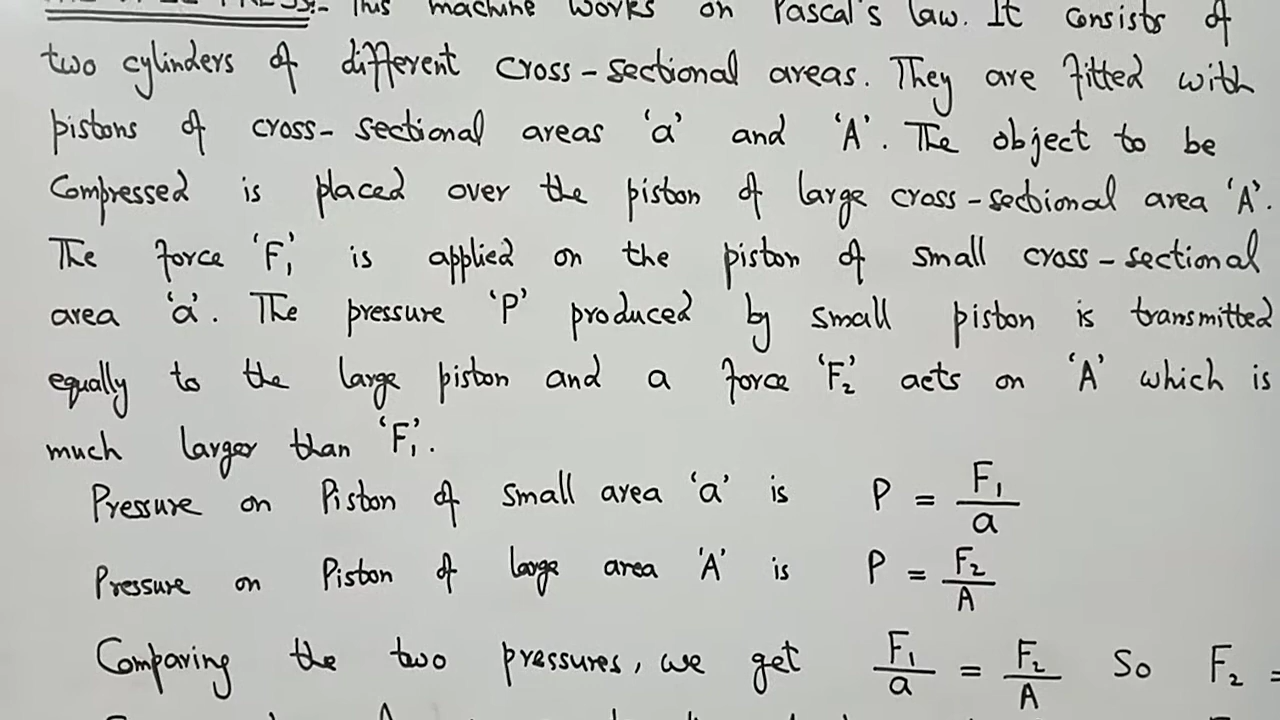 PRESS:- This machine works on Pascal's law. It consists of
two cylinders of different cross-sectional areas. They are fitted with
pistons of cross-sectional areas 'a' and 'A'. The object to be
Compressed is placed over the piston of large cross-sectional area 'A'.
The force 'F₁' is applied on the piston of small cross-sectional
area 'a'. The pressure 'P' produced by small piston is transmitted
equally to the large piston and a force 'F₂' acts on 'A' which is
much larger than 'F₁'.
Pressure on Piston of small area 'a' is P = F₁/a
Pressure on Piston of large area 'A' is P = F₂/A
Comparing the two pressures, we get F₁/a = F₂/A So F₂ =